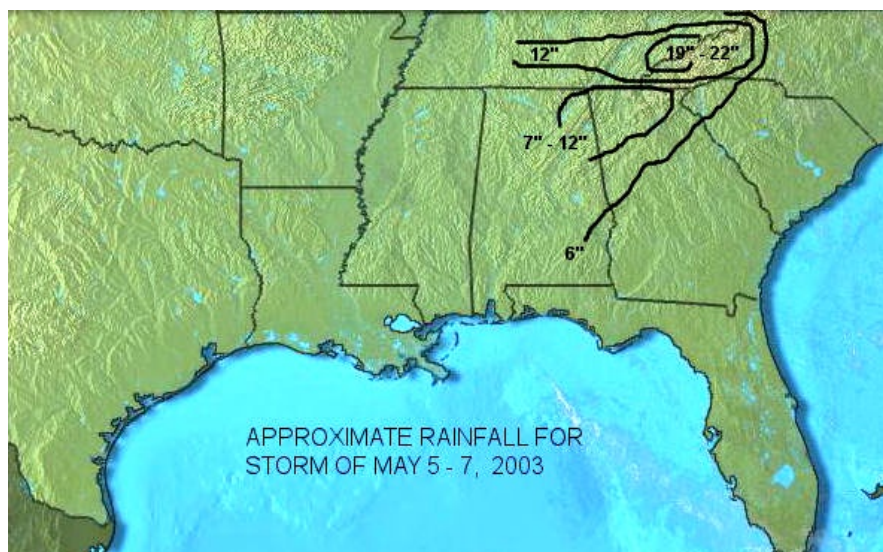 12"
19" - 22"
7" - 12"
6"
APPROXIMATE RAINFALL FOR
STORM OF MAY 5 - 7, 2003